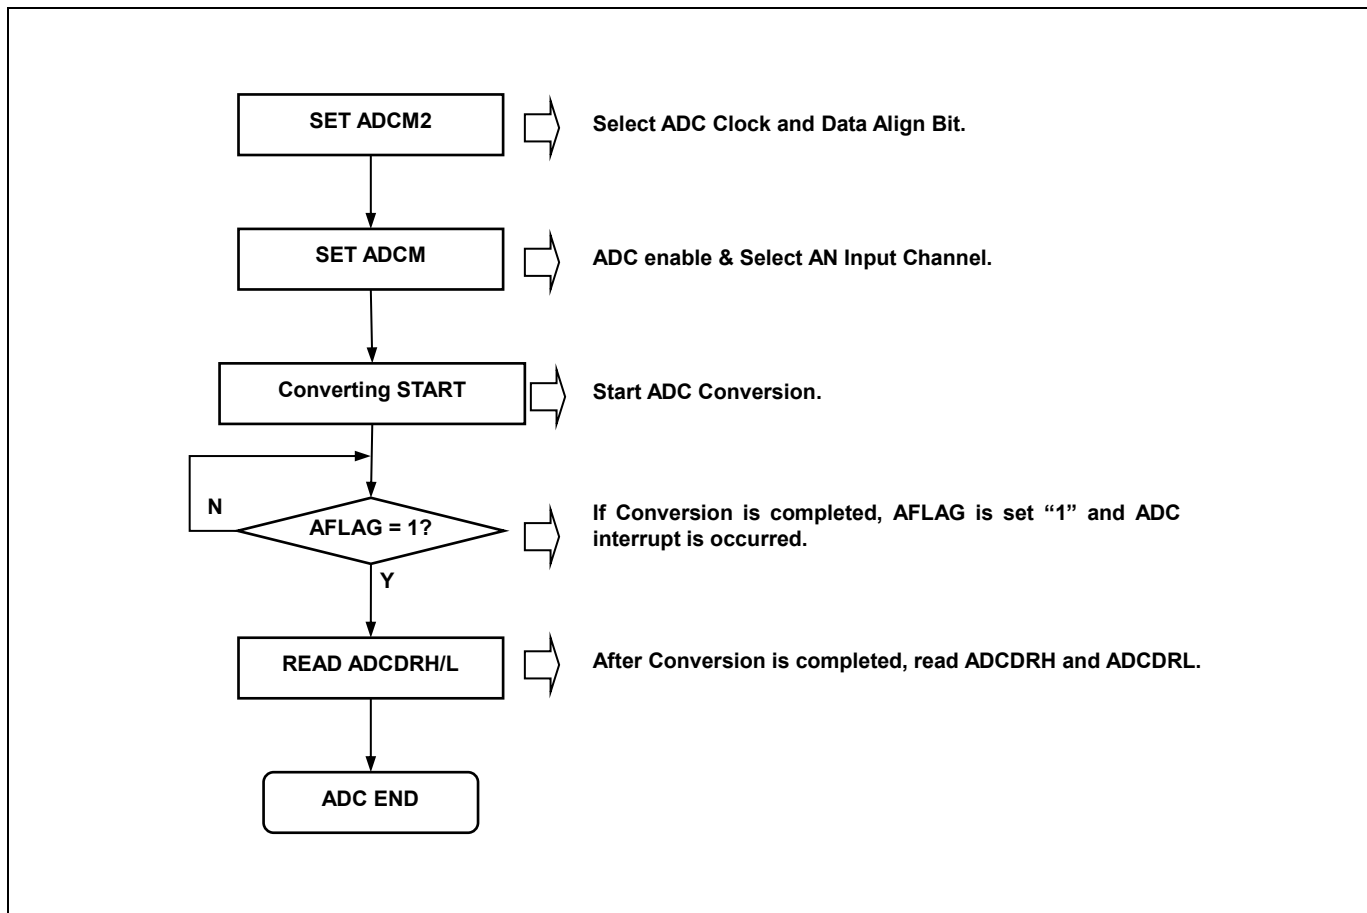 SET ADCM2
Select ADC Clock and Data Align Bit.
SET ADCM
ADC enable & Select AN Input Channel.
Converting START
Start ADC Conversion.
N
AFLAG = 1?
If Conversion is completed, AFLAG is set “1” and ADC
interrupt is occurred.
Y
READ ADCDRH/L
After Conversion is completed, read ADCDRH and ADCDRL.
ADC END